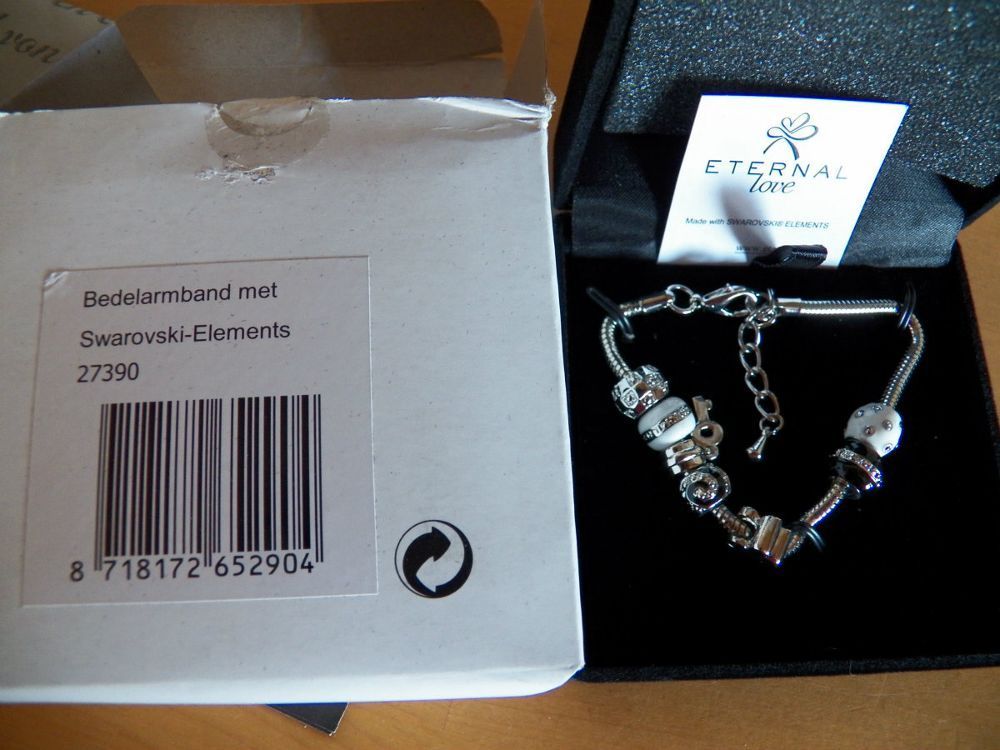 Bedelarmband met
Swarovski-Elements
27390
8 718172 652904
ETERNAL
love
Made with SWAROVSKI® ELEMENTS